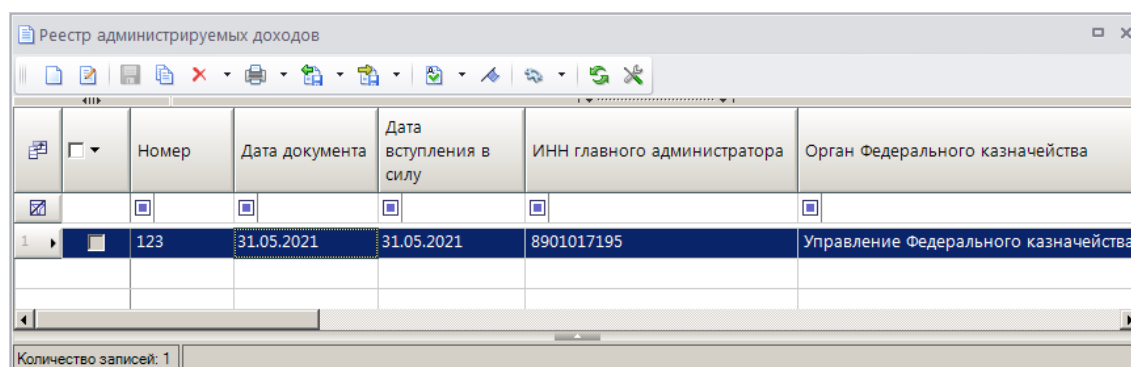 Реестр администрируемых доходов
Номер
Дата документа
Дата
вступления в
силу
ИНН главного администратора
Орган Федерального казначейства
1 123 31.05.2021 31.05.2021 8901017195 Управление Федерального казначейства
Количество записей: 1